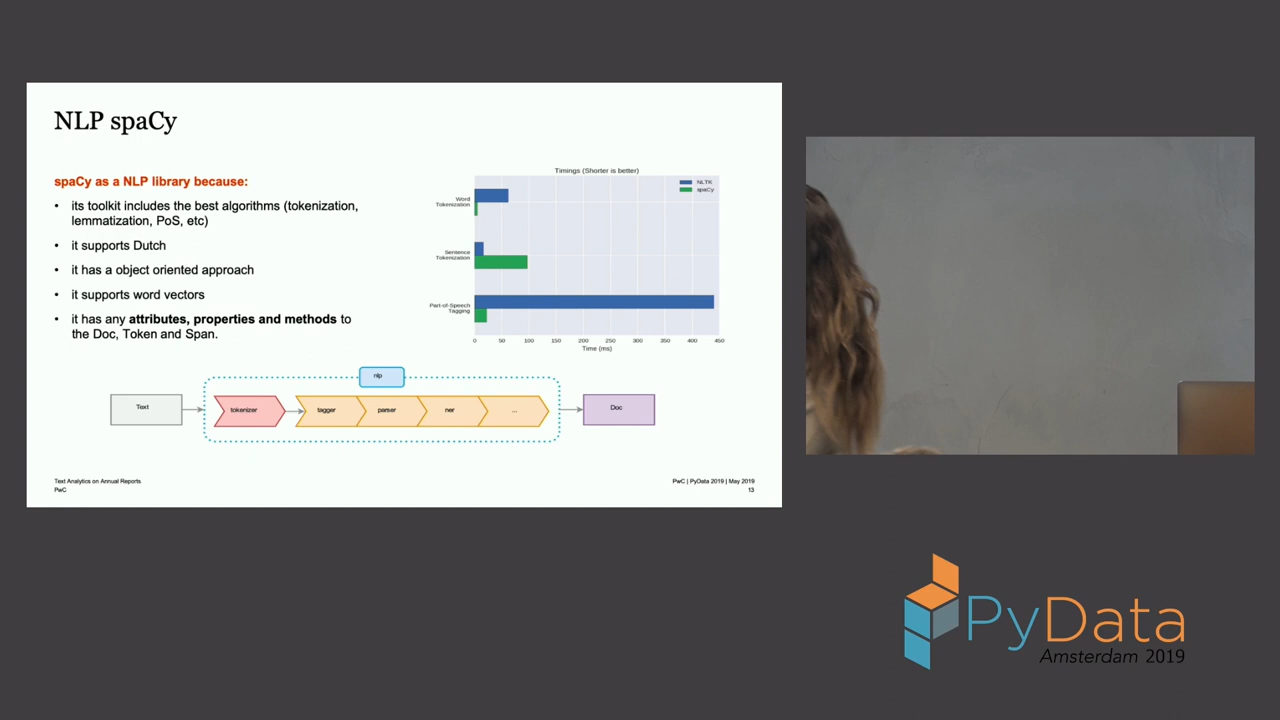 NLP spaCy
spaCy as a NLP library because:
• its toolkit includes the best algorithms (tokenization,
lemmatization, PoS, etc)
• it supports Dutch
• it has a object oriented approach
• it supports word vectors
• it has any attributes, properties and methods to
the Doc, Token and Span.
Timings (Shorter is better)
NLTK
spaCy
Word
Tokenization
Sentence
Tokenization
Part-of-Speech
Tagging
0 50 100 150 200 250 300 350 400 450
Time (ms)
nlp
Text
tokenizer
tagger
parser
ner
...
Doc
Text Analytics on Annual Reports
PwC
PwC | PyData 2019 | May 2019
13
PyData
Amsterdam 2019